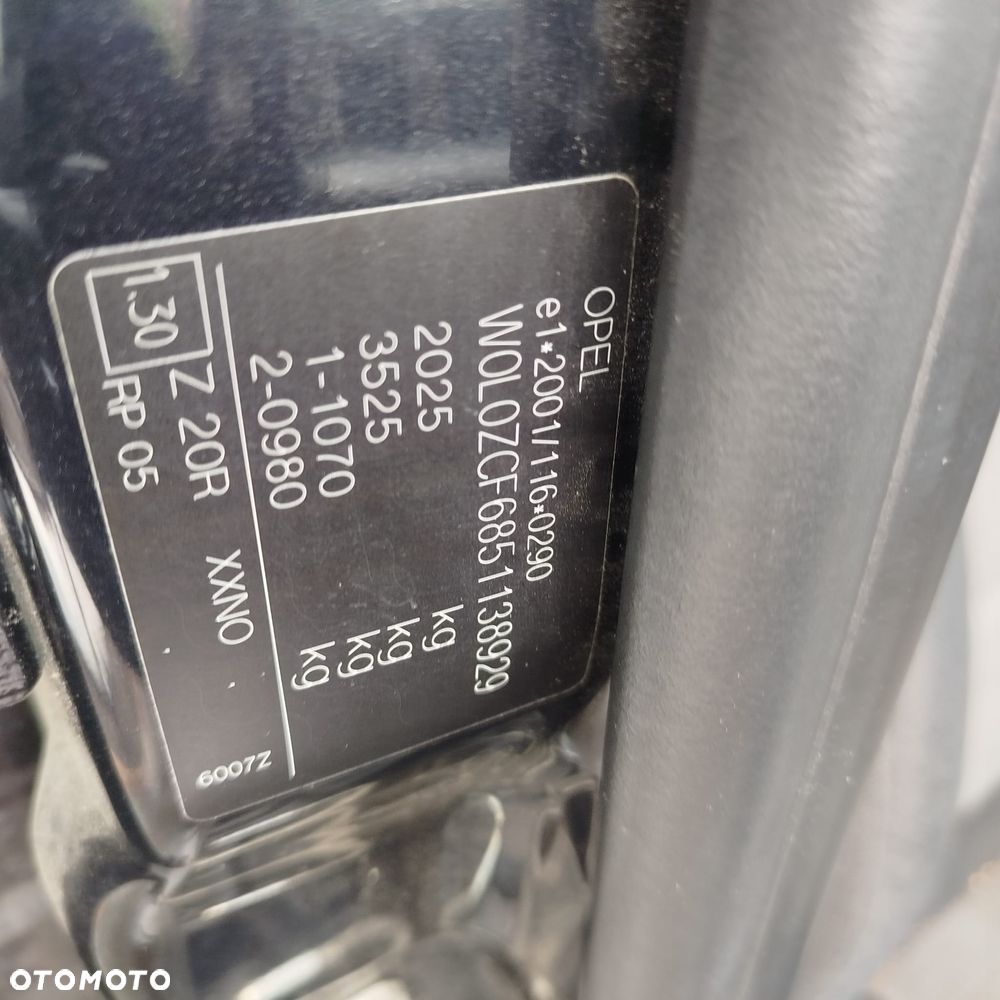 OPEL
e1*2001/116*0290
W0L0ZCF6851138929
2025 kg
3525 kg
1-1070 kg
2-0980 kg
1.30 Z 20R XXN0 6007Z
RP 05
OTOMOTO